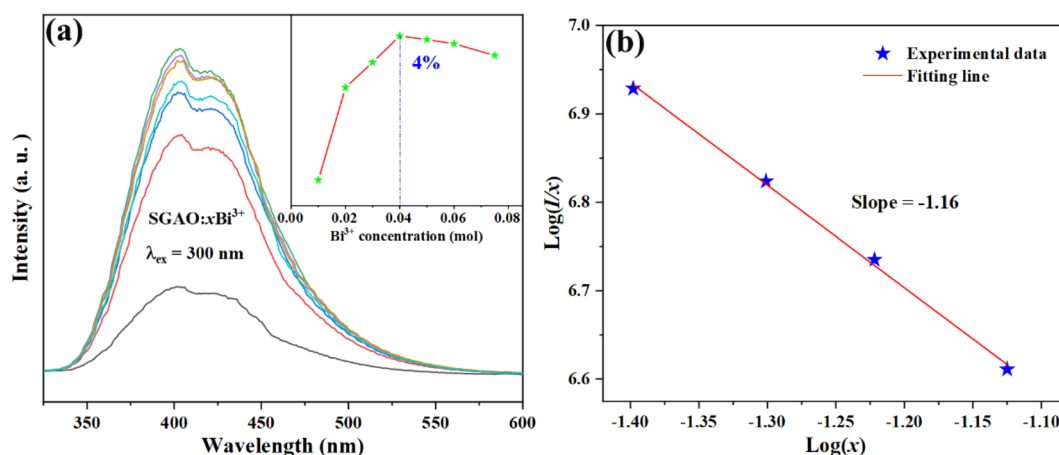 (a)
4%
0.00 0.02 0.04 0.06 0.08
Bi³⁺ concentration (mol)
SGAO:xBi³⁺
λex = 300 nm
Intensity (a. u. )
350 400 450 500 550 600
Wavelength (nm)
(b)
Experimental data
Fitting line
Slope = -1.16
7.0
6.9
6.8
6.7
6.6
Log(I/x)
-1.40 -1.35 -1.30 -1.25 -1.20 -1.15 -1.10
Log(x)